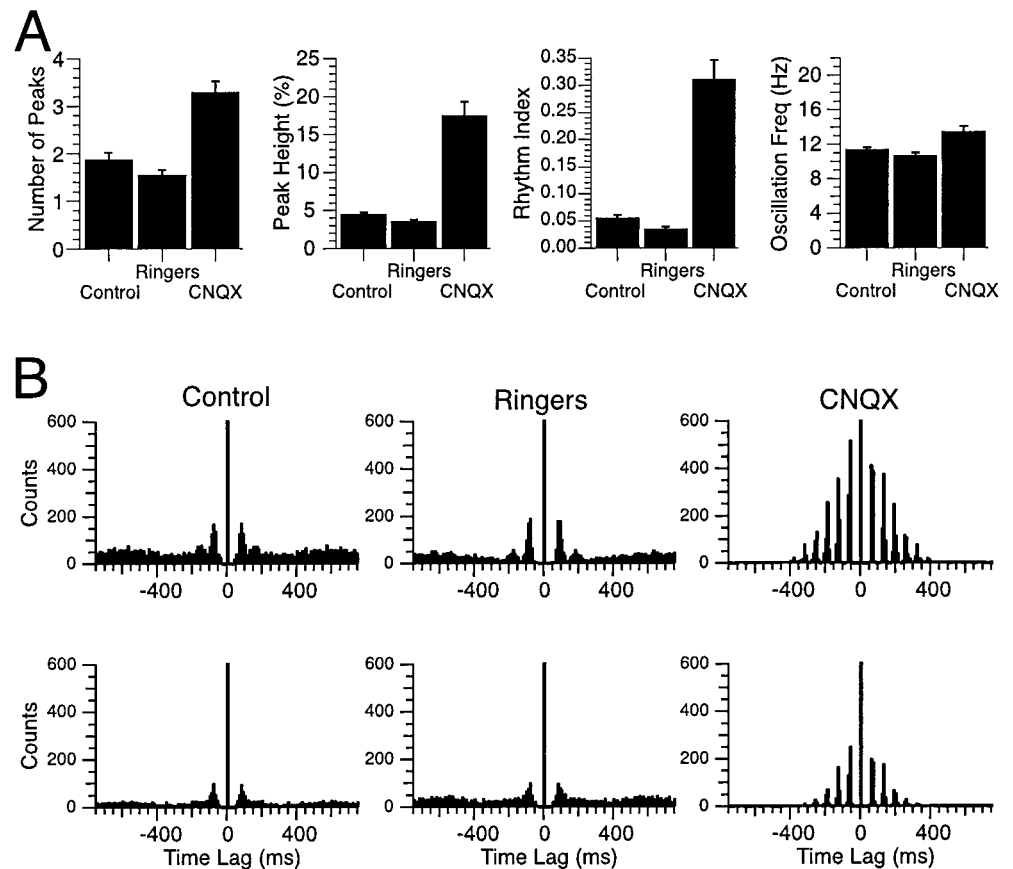 A
Number of Peaks
4
3
2
1
0
Ringers
Control CNQX
Peak Height (%)
25
20
15
10
5
0
Ringers
Control CNQX
Rhythm Index
0.35
0.30
0.25
0.20
0.15
0.10
0.05
0.00
Ringers
Control CNQX
Oscillation Freq (Hz)
20
16
12
8
4
0
Ringers
Control CNQX
B
Control
Counts
600
400
200
0
-400 0 400
Ringers
600
400
200
0
-400 0 400
CNQX
600
400
200
0
-400 0 400
Counts
600
400
200
0
-400 0 400
Time Lag (ms)
600
400
200
0
-400 0 400
Time Lag (ms)
600
400
200
0
-400 0 400
Time Lag (ms)